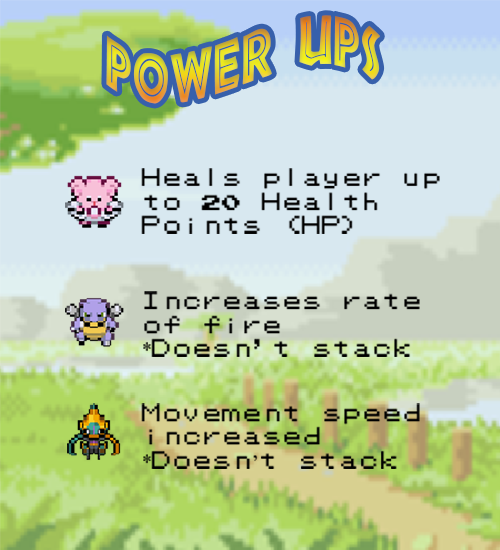 POWER UPS
Heals player up
to 20 Health
Points (HP)
Increases rate
of fire
*Doesn't stack
Movement speed
increased
*Doesn't stack